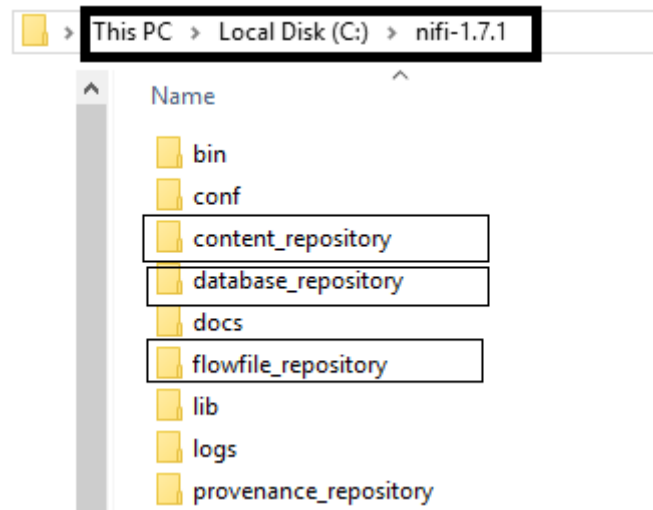 This PC > Local Disk (C:) > nifi-1.7.1
Name
bin
conf
content_repository
database_repository
docs
flowfile_repository
lib
logs
provenance_repository